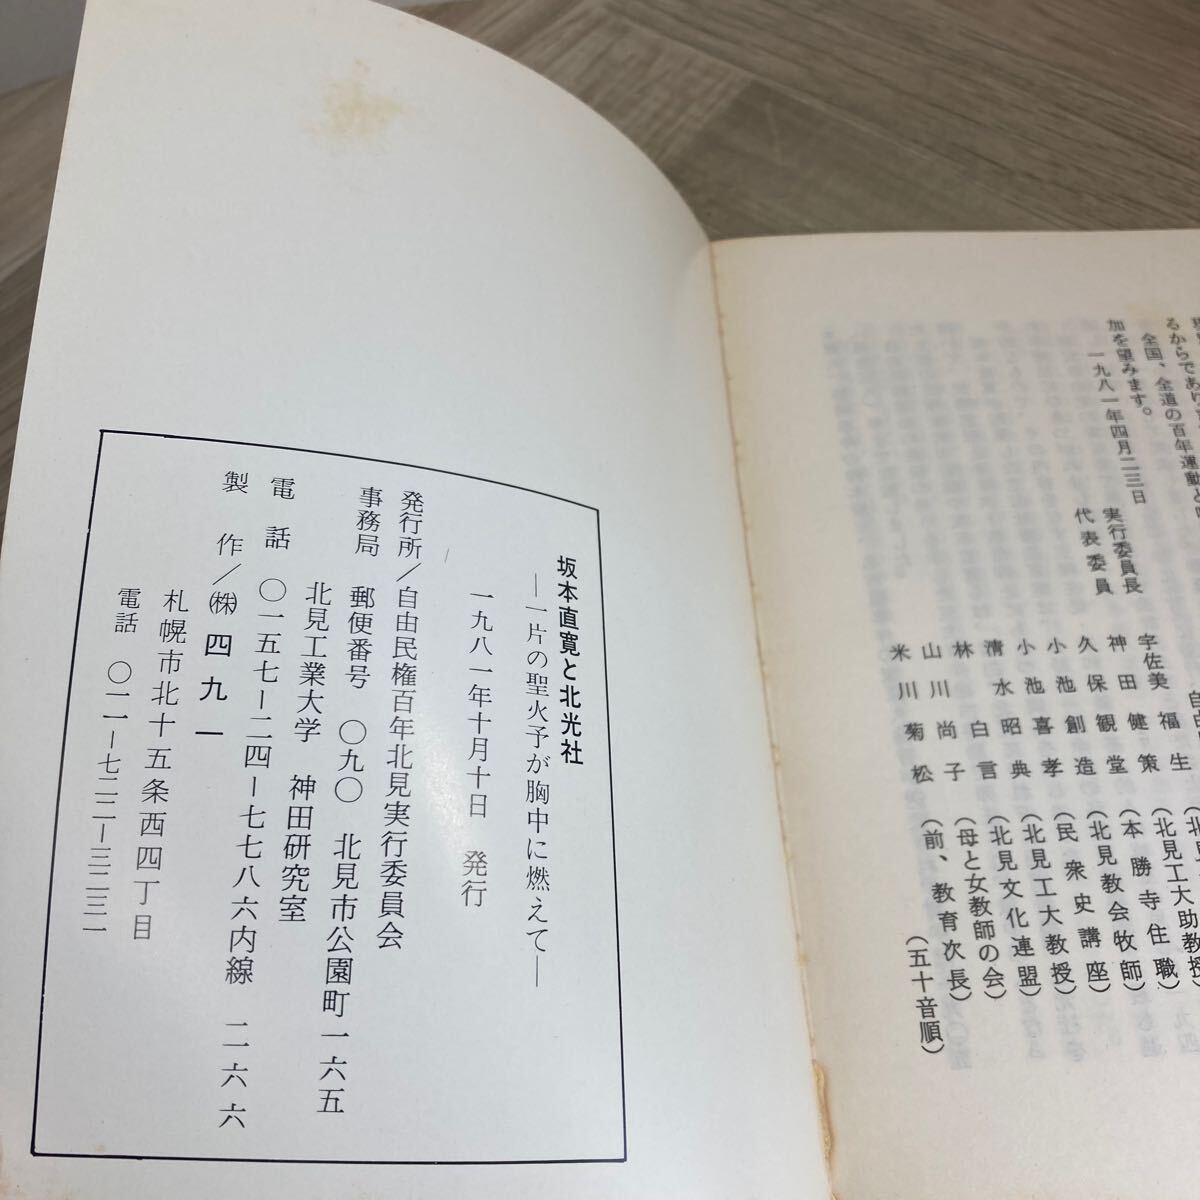 るからであり
全国、全道の百年運動と
加を望みます。
一九八一年四月二三日
実行委員長
代表委員
宇佐美福生
神田健策（北見工大助教授）
久保観堂（本勝寺住職）
小池創造（北見教会牧師）
小池喜孝（民衆史講座）
清水昭典（北見工大教授）
林白言（北見文化連盟）
山川尚子（母と女教師の会）
米川菊松（前、教育次長）
（五十音順）
坂本直寛と北光社
―一片の聖火予が胸中に燃えて―
一九八一年十月十日　発行
発行所／自由民権百年北見実行委員会
事務局　郵便番号　〇九〇　北見市公園町一六五
北見工業大学　神田研究室
電話　〇一五七―二四―七七八六内線　二六六
製作／㈱四九一
札幌市北十五条西四丁目
電話　〇一一―七二二―三二三一